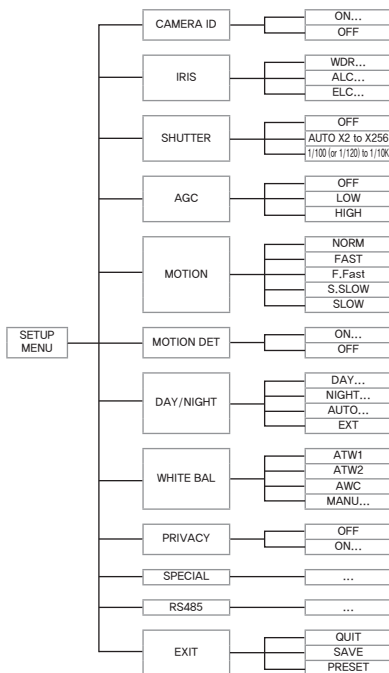 CAMERA ID
ON...
OFF
IRIS
WDR...
ALC...
ELC...
SHUTTER
OFF
AUTO X2 to X256
1/100 (or 1/120) to 1/10K
AGC
OFF
LOW
HIGH
MOTION
NORM
FAST
F.Fast
S.SLOW
SLOW
SETUP
MENU
MOTION DET
ON...
OFF
DAY/NIGHT
DAY...
NIGHT...
AUTO...
EXT
WHITE BAL
ATW1
ATW2
AWC
MANU...
PRIVACY
OFF
ON...
SPECIAL
...
RS485
...
EXIT
QUIT
SAVE
PRESET